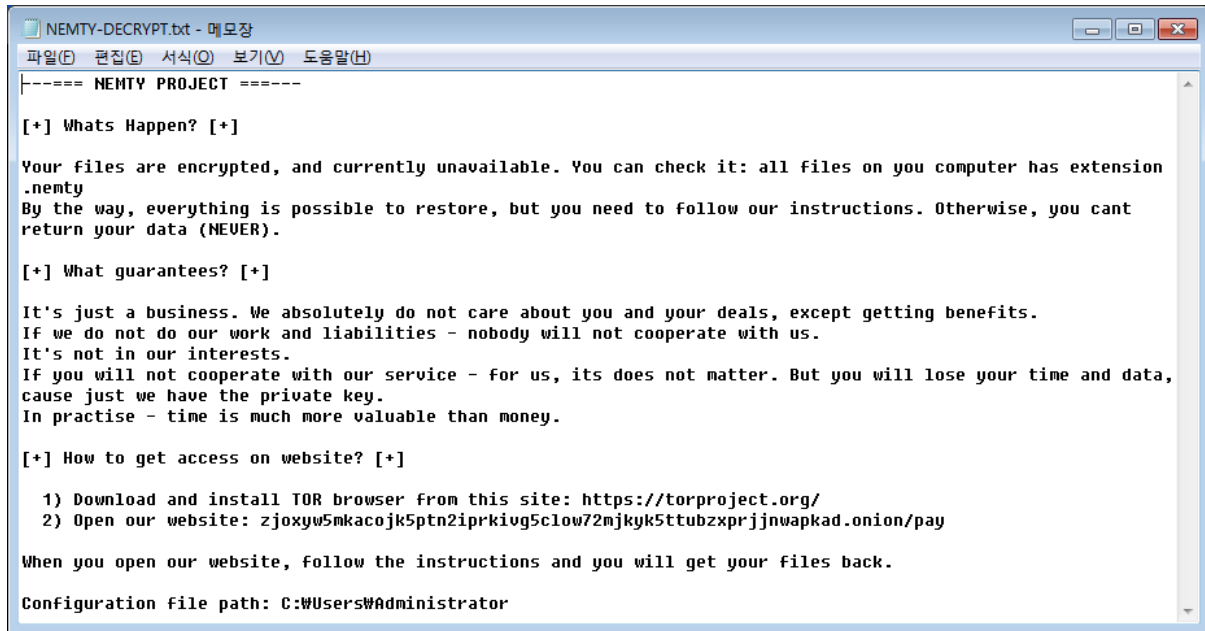 NEMTY-DECRYPT.txt - 메모장
파일(F) 편집(E) 서식(O) 보기(V) 도움말(H)
---=== NEMTY PROJECT ===---
[+] Whats Happen? [+]
Your files are encrypted, and currently unavailable. You can check it: all files on you computer has extension
.nemty
By the way, everything is possible to restore, but you need to follow our instructions. Otherwise, you cant
return your data (NEVER).
[+] What guarantees? [+]
It's just a business. We absolutely do not care about you and your deals, except getting benefits.
If we do not do our work and liabilities - nobody will not cooperate with us.
It's not in our interests.
If you will not cooperate with our service - for us, its does not matter. But you will lose your time and data,
cause just we have the private key.
In practise - time is much more valuable than money.
[+] How to get access on website? [+]
1) Download and install TOR browser from this site: https://torproject.org/
2) Open our website: zjoxyw5mkacojk5ptn2iprkivg5clow72mjkyk5ttubzxprjjnwapkad.onion/pay
When you open our website, follow the instructions and you will get your files back.
Configuration file path: C:₩Users₩Administrator